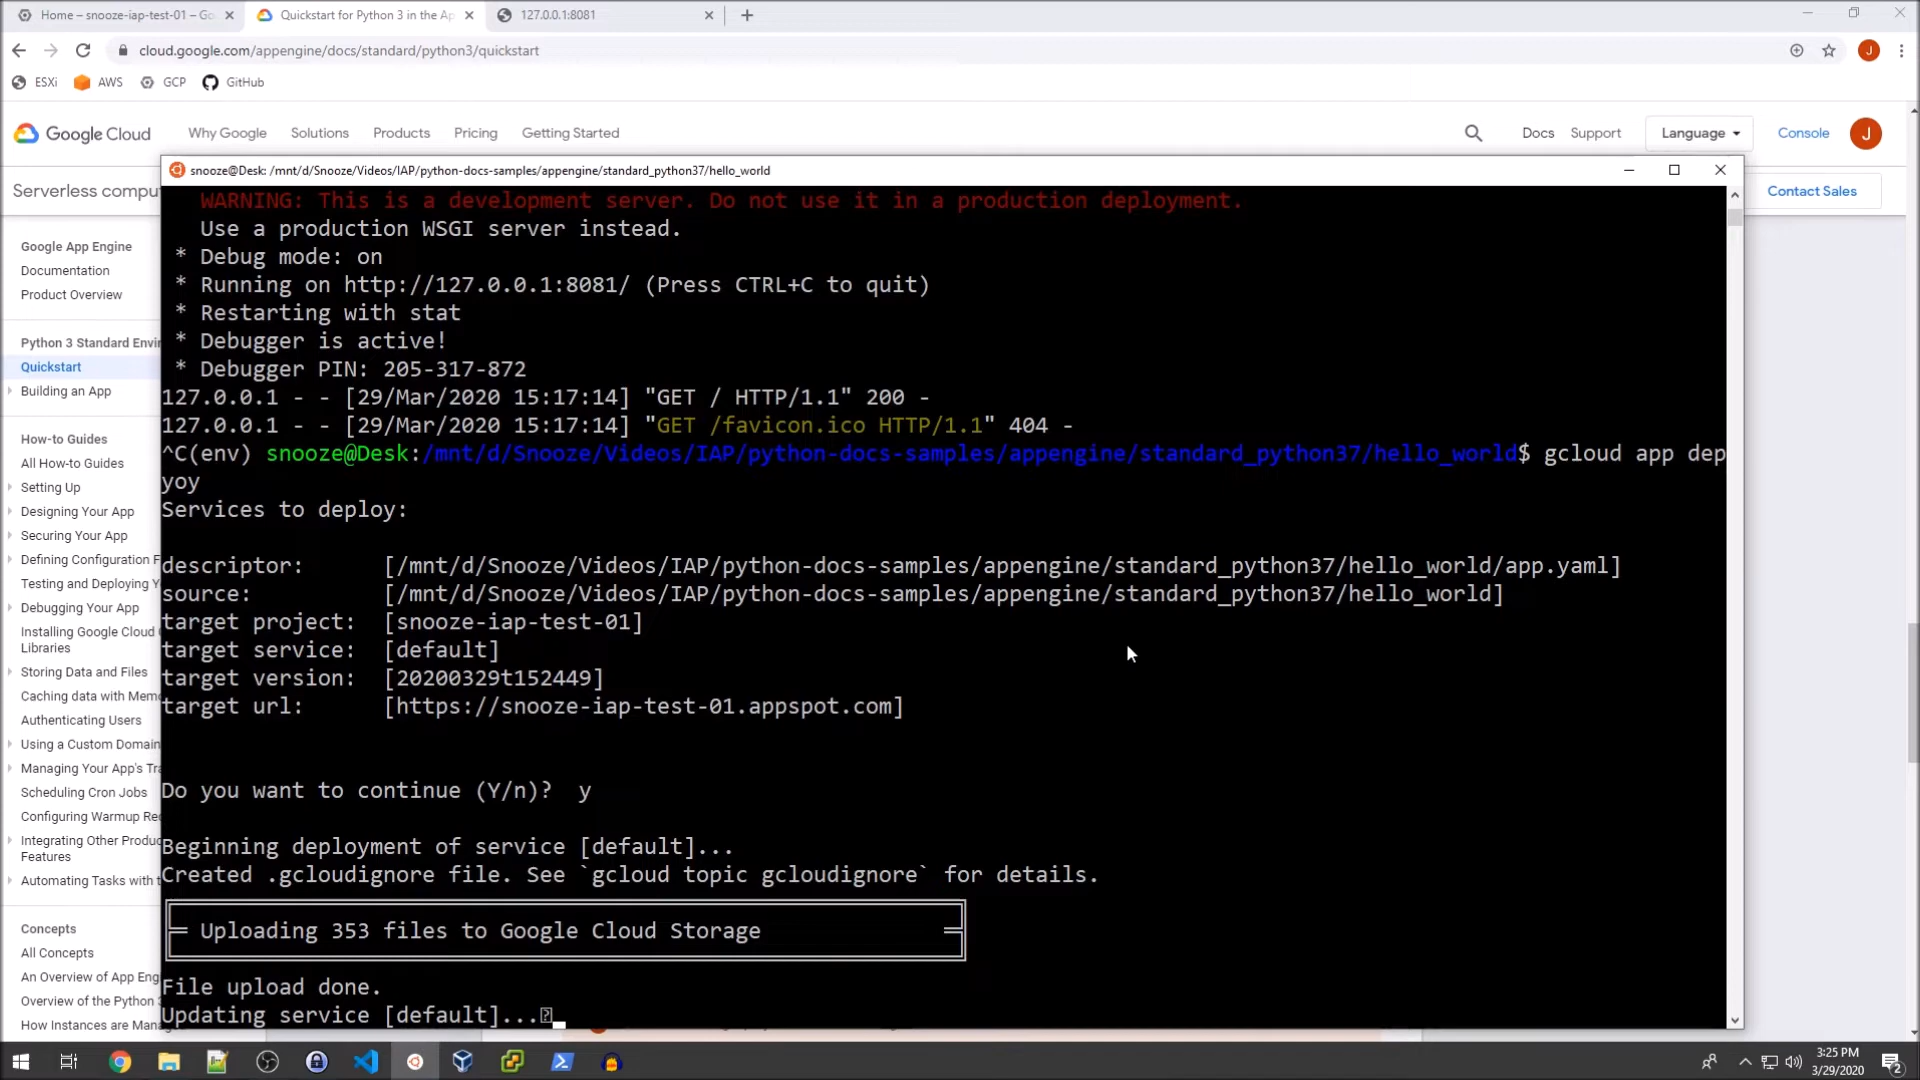 Home – snooze-iap-test-01 – Go
Quickstart for Python 3 in the Ap
127.0.0.1:8081
cloud.google.com/appengine/docs/standard/python3/quickstart
J
ESXi
AWS
GCP
GitHub
Google Cloud
Why Google
Solutions
Products
Pricing
Getting Started
Docs
Support
Language
Console
J
Serverless compu
Contact Sales
Google App Engine
Documentation
Product Overview
Python 3 Standard Envi
Quickstart
Building an App
How-to Guides
All How-to Guides
Setting Up
Designing Your App
Securing Your App
Defining Configuration F
Testing and Deploying Y
Debugging Your App
Installing Google Cloud
Libraries
Storing Data and Files
Caching data with Mem
Authenticating Users
Using a Custom Domain
Managing Your App's Tra
Scheduling Cron Jobs
Configuring Warmup Rec
Integrating Other Produc
Features
Automating Tasks with t
Concepts
All Concepts
An Overview of App Eng
Overview of the Python 3
How Instances are Mana
snooze@Desk: /mnt/d/Snooze/Videos/IAP/python-docs-samples/appengine/standard_python37/hello_world
WARNING: This is a development server. Do not use it in a production deployment.
Use a production WSGI server instead.
* Debug mode: on
* Running on http://127.0.0.1:8081/ (Press CTRL+C to quit)
* Restarting with stat
* Debugger is active!
* Debugger PIN: 205-317-872
127.0.0.1 - - [29/Mar/2020 15:17:14] "GET / HTTP/1.1" 200 -
127.0.0.1 - - [29/Mar/2020 15:17:14] "GET /favicon.ico HTTP/1.1" 404 -
^C(env) snooze@Desk:/mnt/d/Snooze/Videos/IAP/python-docs-samples/appengine/standard_python37/hello_world$ gcloud app dep
yoy
Services to deploy:
descriptor: [/mnt/d/Snooze/Videos/IAP/python-docs-samples/appengine/standard_python37/hello_world/app.yaml]
source: [/mnt/d/Snooze/Videos/IAP/python-docs-samples/appengine/standard_python37/hello_world]
target project: [snooze-iap-test-01]
target service: [default]
target version: [20200329t152449]
target url: [https://snooze-iap-test-01.appspot.com]
Do you want to continue (Y/n)? y
Beginning deployment of service [default]...
Created .gcloudignore file. See `gcloud topic gcloudignore` for details.
Uploading 353 files to Google Cloud Storage
File upload done.
Updating service [default]...
3:25 PM
3/29/2020
2